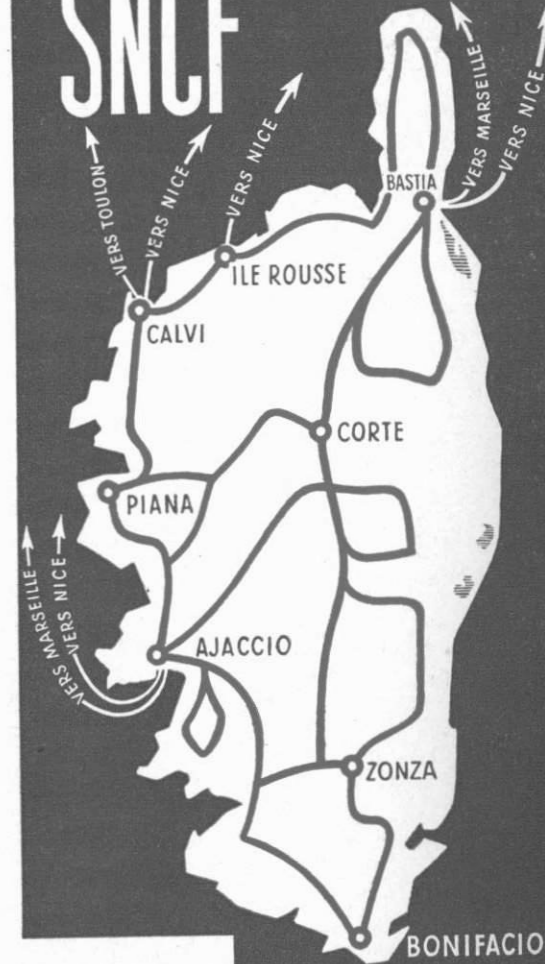 SNCF
VERS MARSEILLE
VERS NICE
VERS TOULON
VERS NICE
VERS NICE
BASTIA
ILE ROUSSE
CALVI
CORTE
PIANA
VERS MARSEILLE
VERS NICE
AJACCIO
ZONZA
BONIFACIO